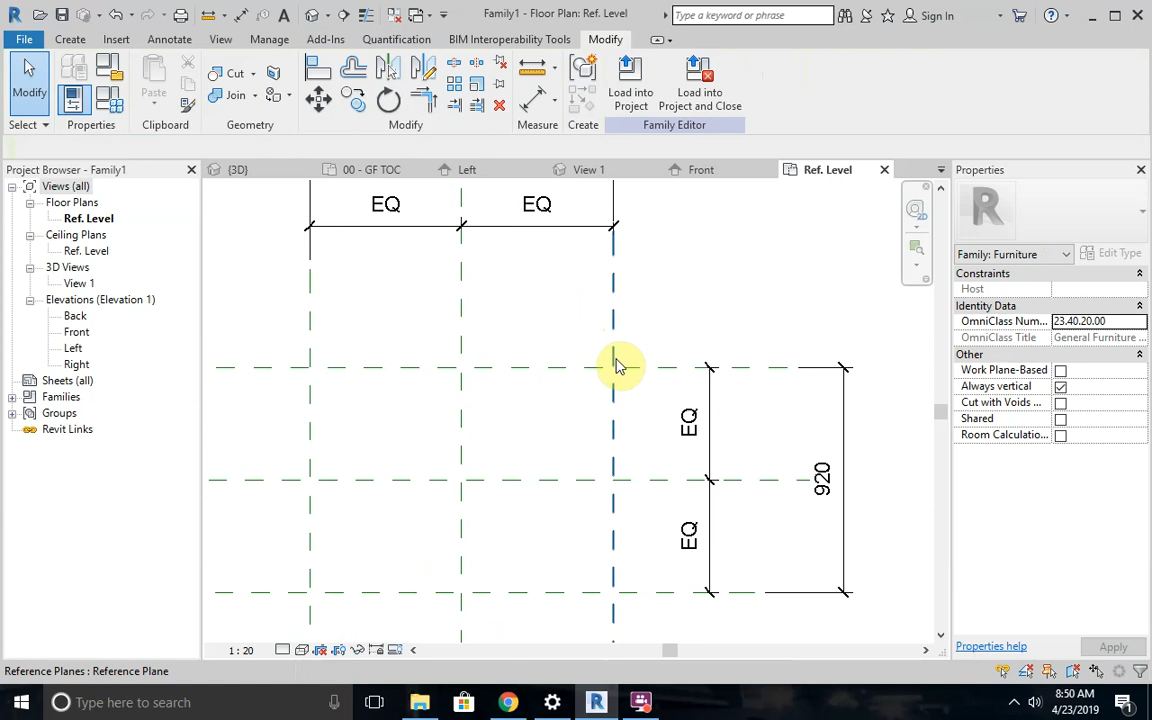 Family1 - Floor Plan: Ref. Level
Type a keyword or phrase
Sign In
File
Create
Insert
Annotate
View
Manage
Add-Ins
Quantification
BIM Interoperability Tools
Modify
Modify
Paste
Cut
Join
Load into
Project
Load into
Project and Close
Select
Properties
Clipboard
Geometry
Modify
Measure
Create
Family Editor
Project Browser - Family1
{3D}
00 - GF TOC
Left
View 1
Front
Ref. Level
Properties
Views (all)
Floor Plans
Ref. Level
Ceiling Plans
Ref. Level
3D Views
View 1
Elevations (Elevation 1)
Back
Front
Left
Right
Sheets (all)
Families
Groups
Revit Links
EQ
EQ
EQ
EQ
920
2D
Family: Furniture
Edit Type
Constraints
Host
Identity Data
OmniClass Num...
23.40.20.00
OmniClass Title
General Furniture ...
Other
Work Plane-Based
Always vertical
Cut with Voids ...
Shared
Room Calculatio...
Properties help
Apply
1 : 20
Reference Planes : Reference Plane
Type here to search
8:50 AM
4/23/2019
1